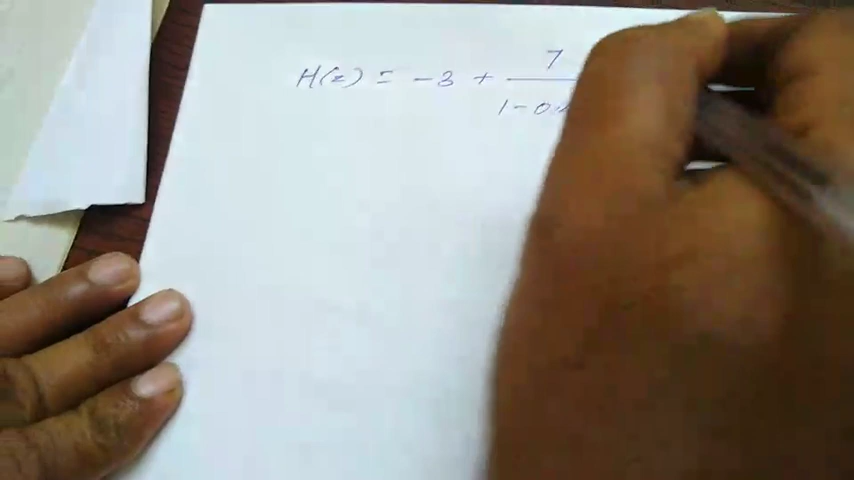 H(z) = -3 + 7
1-0.